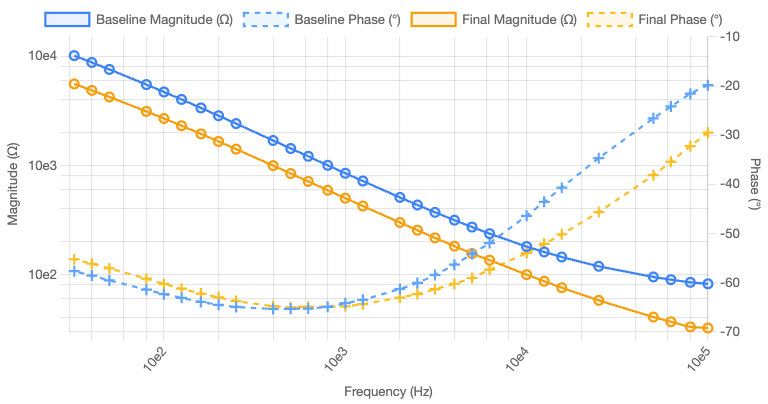 Baseline Magnitude (Ω) Baseline Phase (°) Final Magnitude (Ω) Final Phase (°)
10e4
10e3
10e2
Magnitude (Ω)
-10
-20
-30
-40
-50
-60
-70
Phase (°)
10e2 10e3 10e4 10e5
Frequency (Hz)